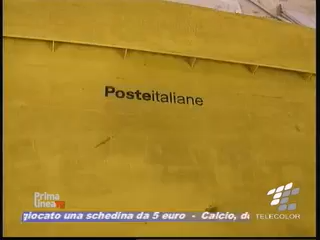 Posteitaliane
Prima
linea
giocato una schedina da 5 euro - Calcio, d
TELECOLOR